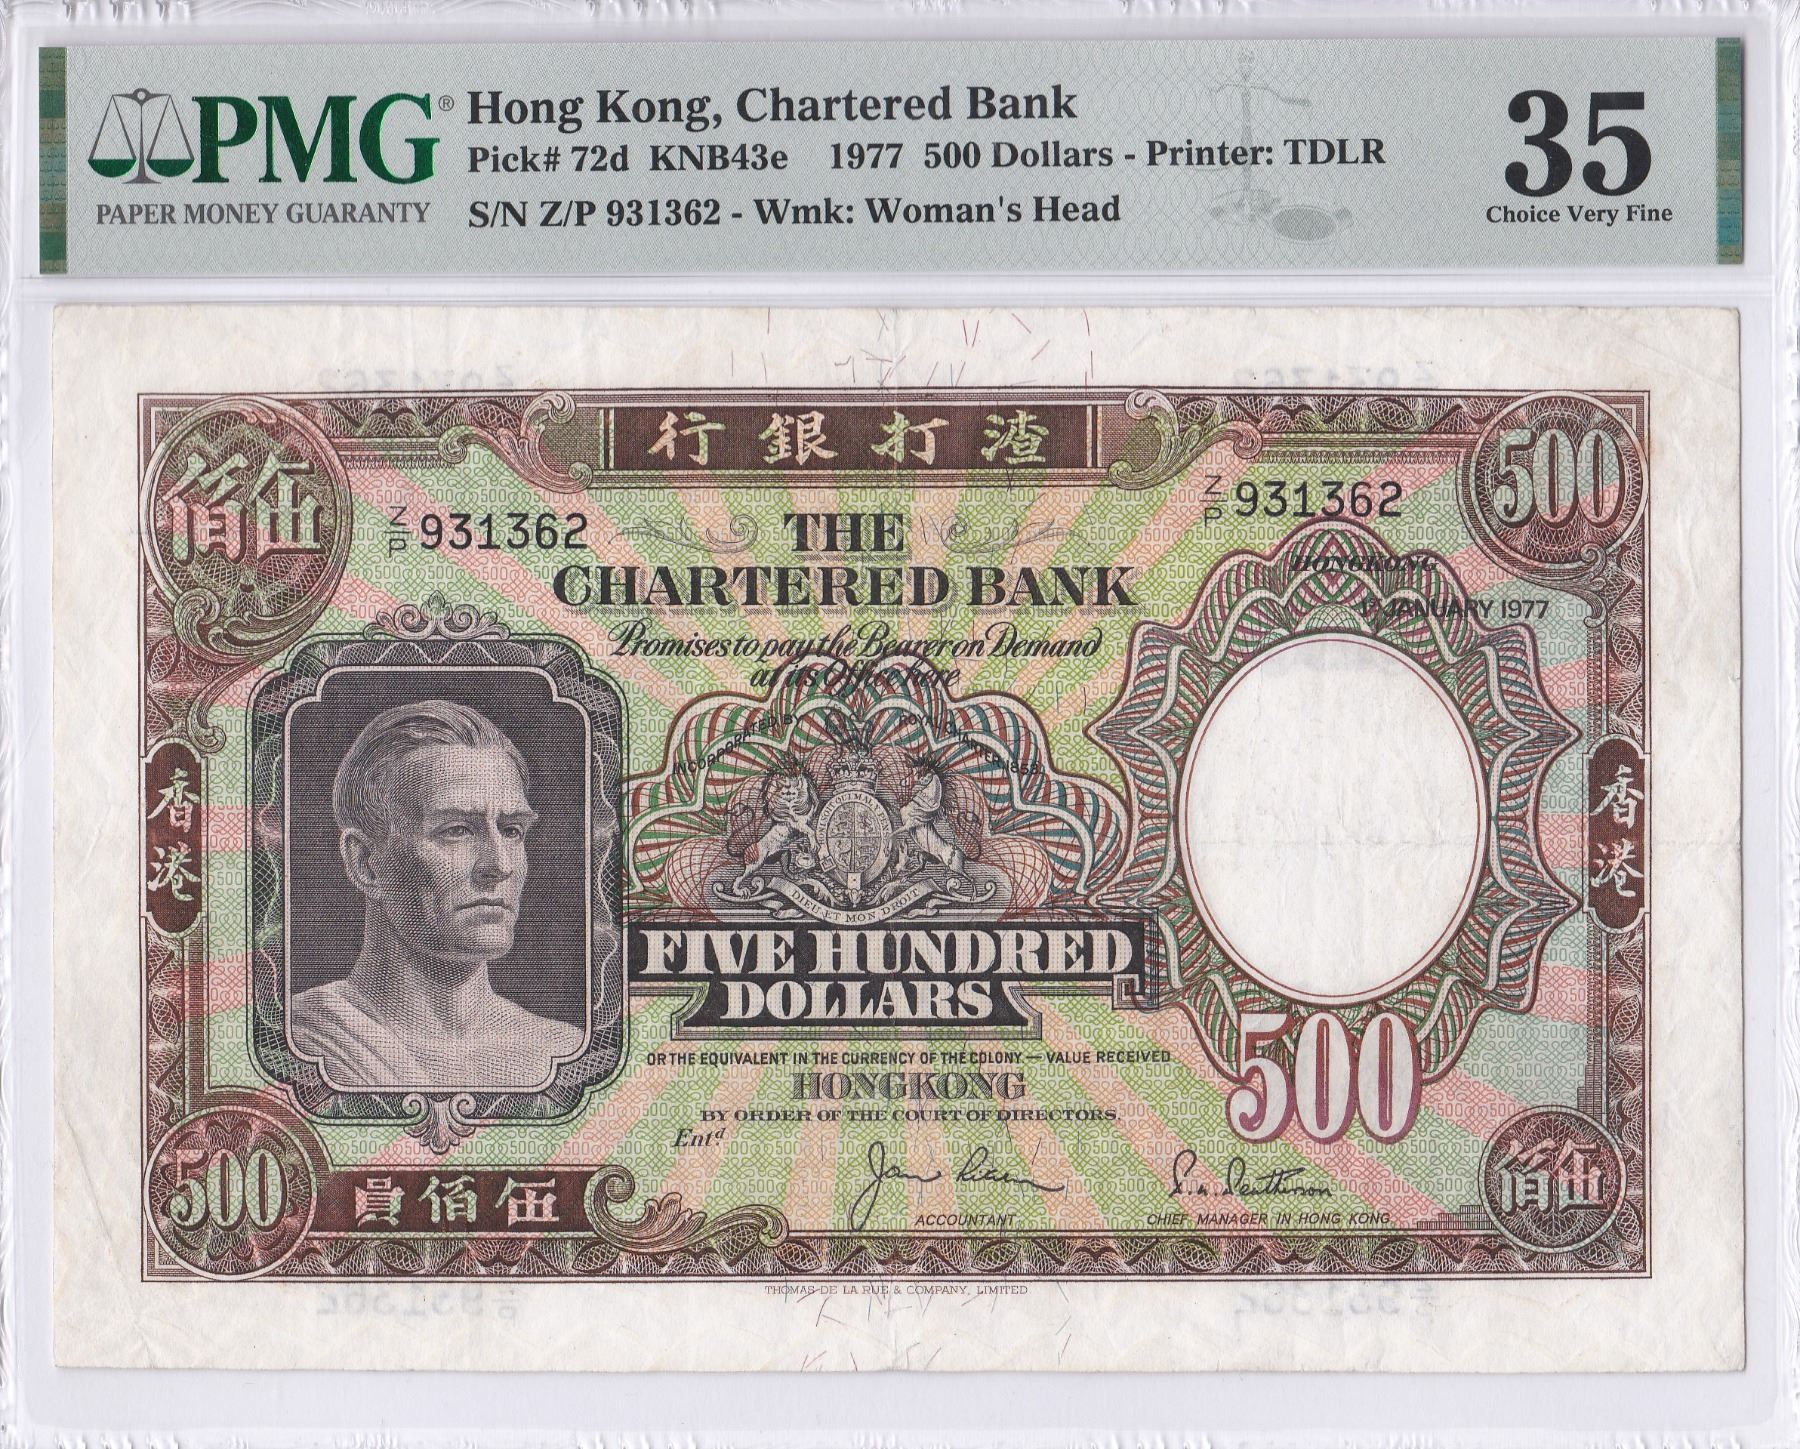 PMG®
PAPER MONEY GUARANTY
Hong Kong, Chartered Bank
Pick# 72d KNB43e 1977 500 Dollars - Printer: TDLR
S/N Z/P 931362 - Wmk: Woman's Head
35
Choice Very Fine
行銀打渣
佰伍
500
Z/P 931362
Z/P 931362
THE
CHARTERED BANK
HONGKONG
1ST JANUARY 1977
Promises to pay the Bearer on Demand
at its Office here
INCORPORATED BY ROYAL CHARTER 1853
香港
香港
DIEU ET MON DROIT
FIVE HUNDRED
DOLLARS
OR THE EQUIVALENT IN THE CURRENCY OF THE COLONY — VALUE RECEIVED
HONGKONG
500
BY ORDER OF THE COURT OF DIRECTORS.
Entd.
500
員佰伍
ACCOUNTANT
CHIEF MANAGER IN HONG KONG
佰伍
THOMAS DE LA RUE & COMPANY, LIMITED